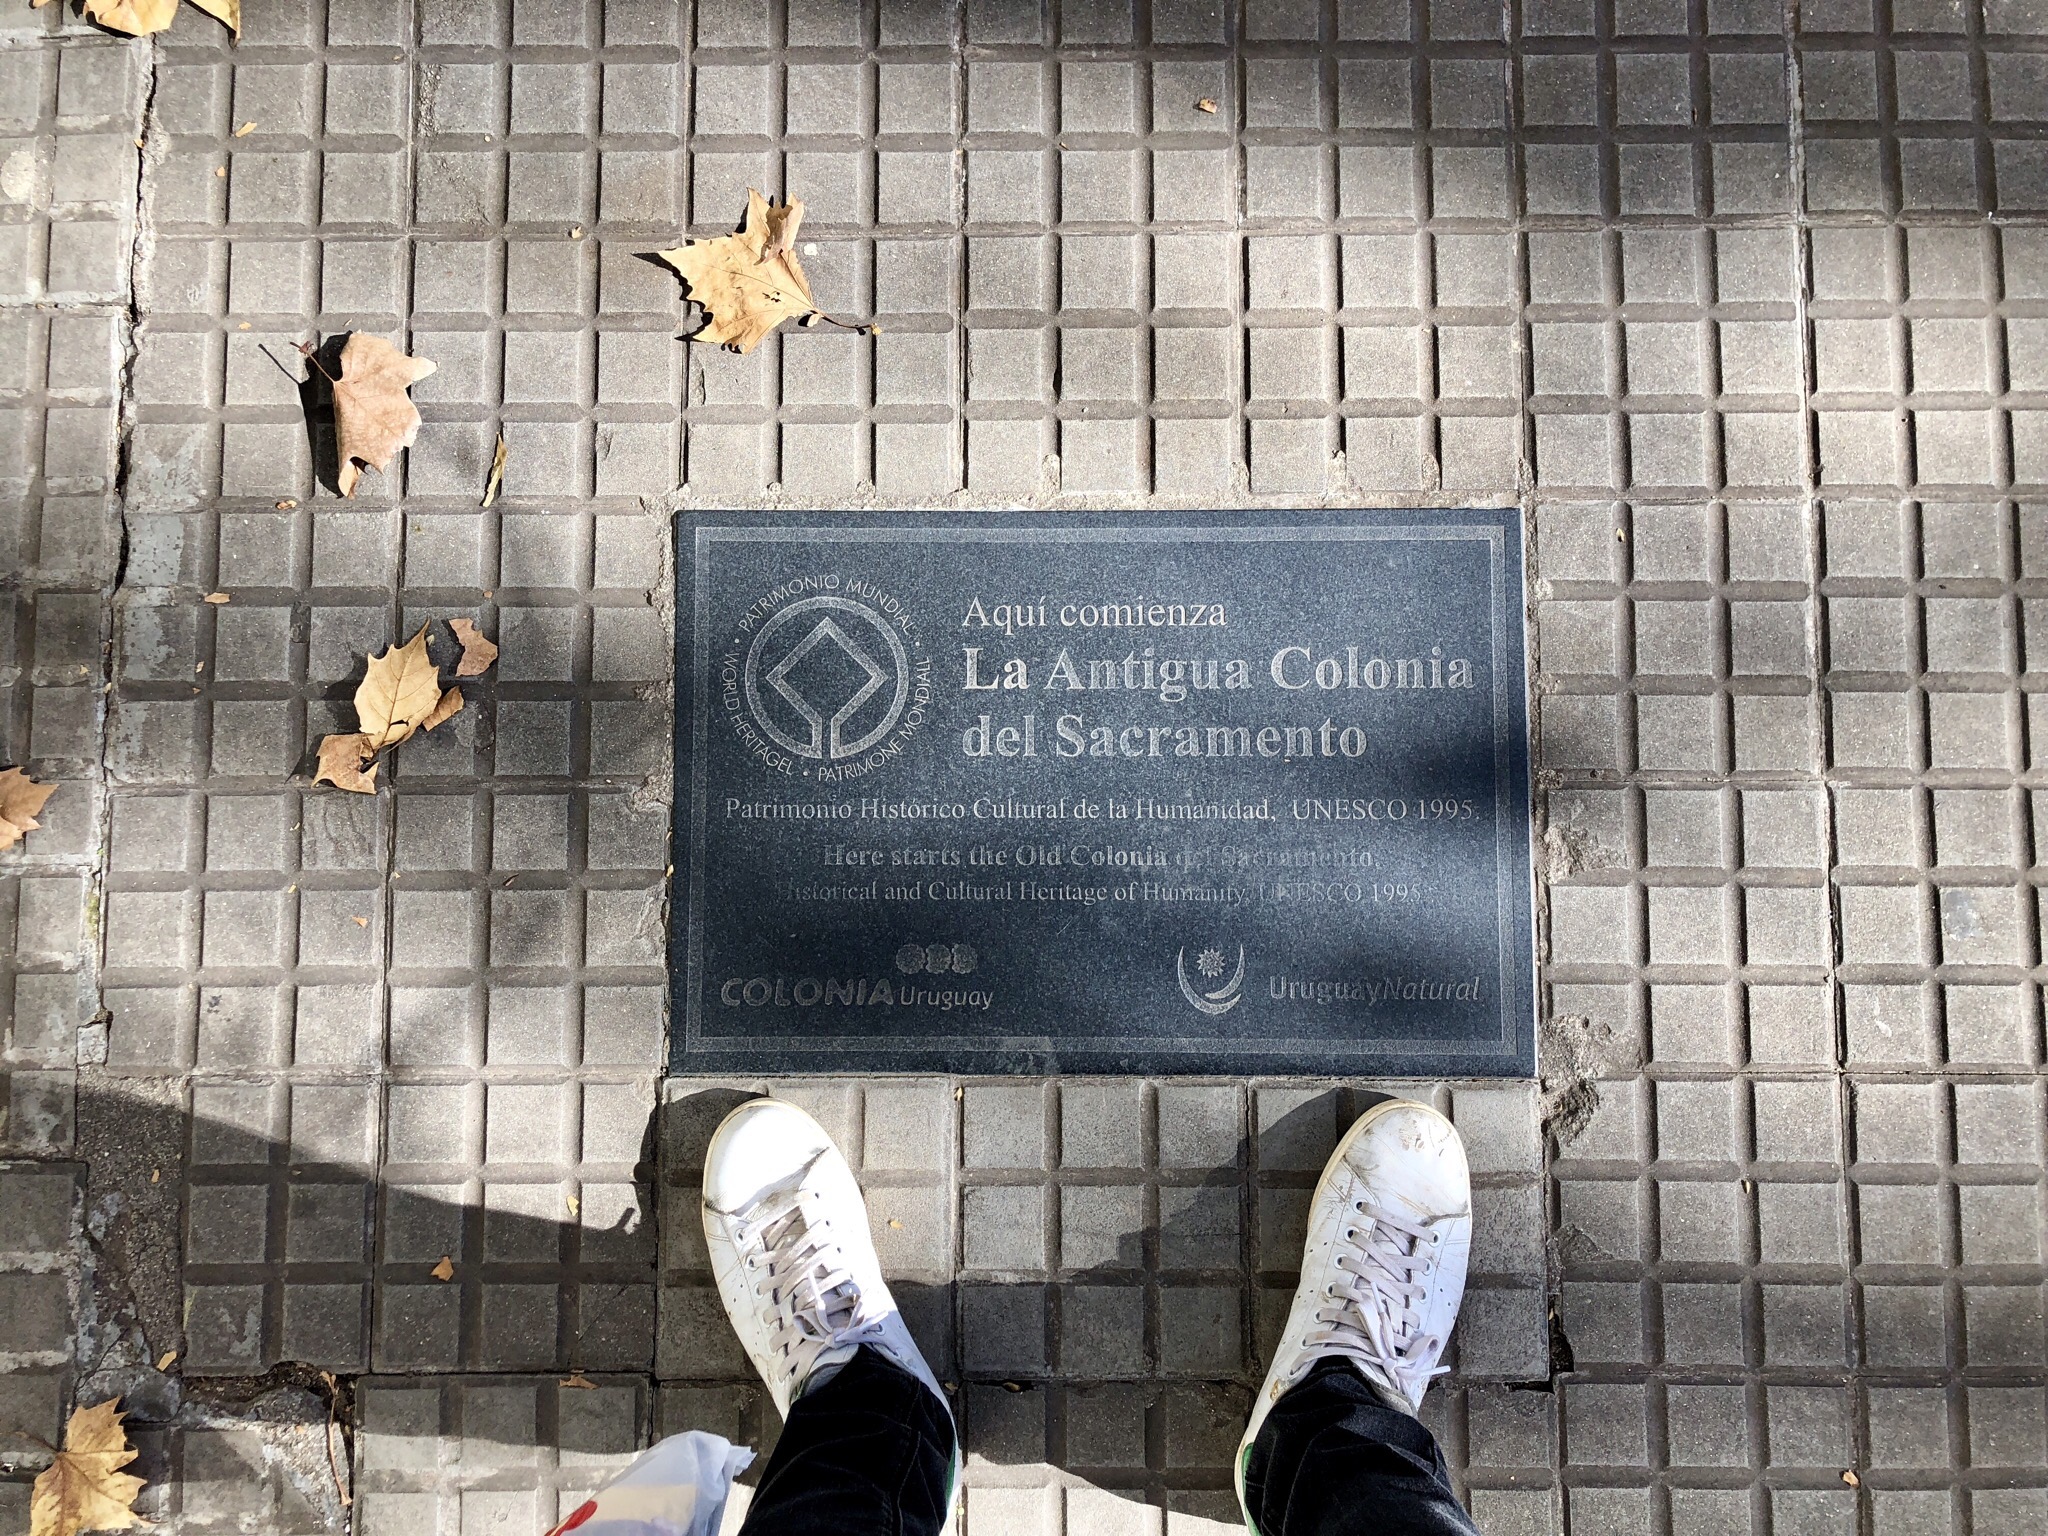 PATRIMONIO MUNDIAL • WORLD HERITAGEL • PATRIMOINE MONDIAL •
Aquí comienza
La Antigua Colonia
del Sacramento
Patrimonio Histórico Cultural de la Humanidad, UNESCO 1995.
Here starts the Old Colonia del Sacramento,
Historical and Cultural Heritage of Humanity, UNESCO 1995
COLONIA Uruguay
UruguayNatural